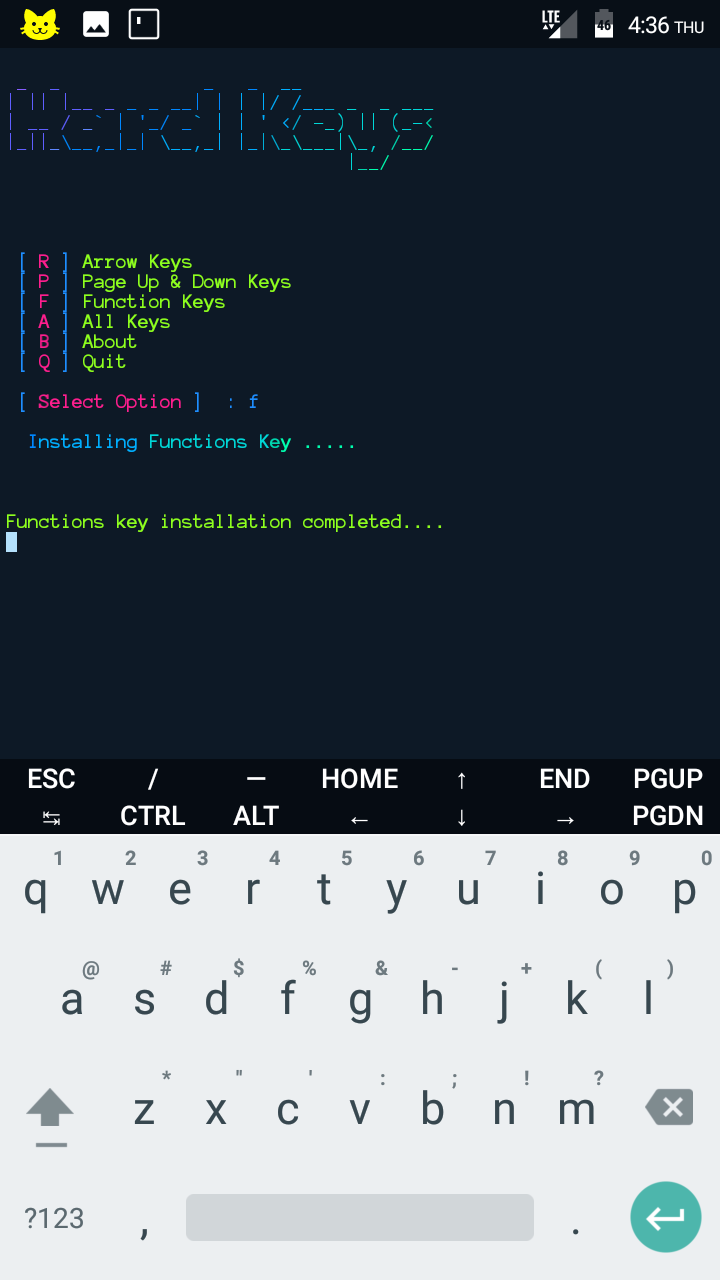 LTE 46 4:36 THU
Hard Keys
[ R ] Arrow Keys
[ P ] Page Up & Down Keys
[ F ] Function Keys
[ A ] All Keys
[ B ] About
[ Q ] Quit
[ Select Option ] : f
Installing Functions Key .....
Functions key installation completed....
ESC / — HOME ↑ END PGUP
↹ CTRL ALT ← ↓ → PGDN
1 2 3 4 5 6 7 8 9 0
q w e r t y u i o p
@ # $ % & - + ( )
a s d f g h j k l
* " ' : ; ! ?
z x c v b n m
?123 , .